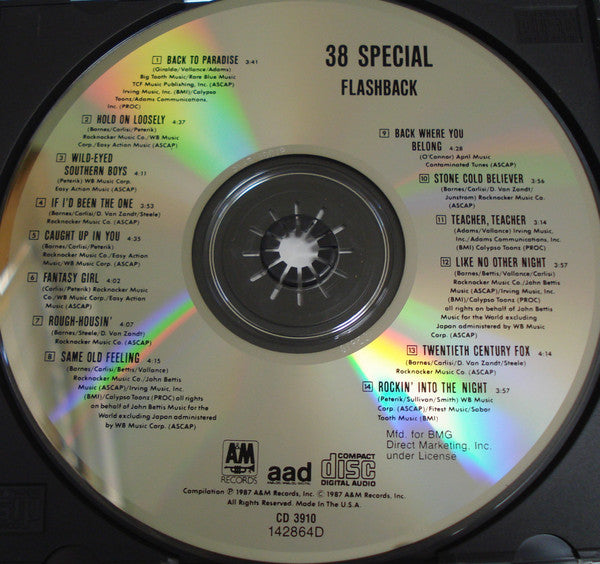 38 SPECIAL
FLASHBACK
1 BACK TO PARADISE 3:41
(Giraldo/Vallance/Adams)
Big Tooth Music/Rare Blue Music
TCF Music Publishing, Inc. (ASCAP)
Irving Music, Inc. (BMI)/Calypso
Toonz/Adams Communications,
Inc. (PROC)
2 HOLD ON LOOSELY 4:37
(Barnes/Carlisi/Peterik)
Rocknocker Music Co./WB Music
Corp./Easy Action Music (ASCAP)
3 WILD-EYED
SOUTHERN BOYS 4:11
(Peterik) WB Music Corp.
Easy Action Music (ASCAP)
4 IF I'D BEEN THE ONE 3:53
(Barnes/Carlisi/D. Van Zandt/Steele)
Rocknocker Music Co. (ASCAP)
5 CAUGHT UP IN YOU 4:35
(Barnes/Carlisi/Peterik)
Rocknocker Music Co./Easy Action
Music/WB Music Corp. (ASCAP)
6 FANTASY GIRL 4:02
(Carlisi/Peterik) Rocknocker Music
Co./WB Music Corp./Easy Action
Music (ASCAP)
7 ROUGH-HOUSIN' 4:07
(Barnes/Steele/D. Van Zandt)
Rocknocker Music Co. (ASCAP)
8 SAME OLD FEELING 4:15
(Barnes/Carlisi/Bettis/Vallance)
Rocknocker Music Co./John Bettis
Music (ASCAP)/Irving Music, Inc.
(BMI)/Calypso Toonz (PROC) all rights
on behalf of John Bettis Music for the
World excluding Japan administered
by WB Music Corp. (ASCAP)
9 BACK WHERE YOU
BELONG 4:28
(O'Connor) April Music
Contaminated Tunes (ASCAP)
10 STONE COLD BELIEVER 3:56
(Barnes/Carlisi/D. Van Zandt/
Junstrom) Rocknocker Music Co.
(ASCAP)
11 TEACHER, TEACHER 3:14
(Adams/Vallance) Irving Music,
Inc./Adams Communications, Inc.
(BMI) Calypso Toonz (PROC)
12 LIKE NO OTHER NIGHT 3:57
(Barnes/Bettis/Vallance/Carlisi)
Rocknocker Music Co./John Bettis
Music (ASCAP)/Irving Music, Inc.
(BMI)/Calypso Toonz (PROC)
all rights on behalf of John Bettis
Music for the World excluding
Japan administered by WB Music
Corp. (ASCAP)
13 TWENTIETH CENTURY FOX 4:14
(Barnes/Carlisi/D. Van Zandt/Steele)
Rocknocker Music Co. (ASCAP)
14 ROCKIN' INTO THE NIGHT 3:57
(Peterik/Sullivan/Smith) WB Music
Corp. (ASCAP)/Fitest Music/Sabor
Tooth Music (BMI)
Mfd. for BMG
Direct Marketing, Inc.
under License
A&M
RECORDS
aad
COMPACT
disc
DIGITAL AUDIO
Compilation ℗ 1987 A&M Records, Inc. © 1987 A&M Records, Inc.
All Rights Reserved. Made In The U.S.A.
CD 3910
142864D